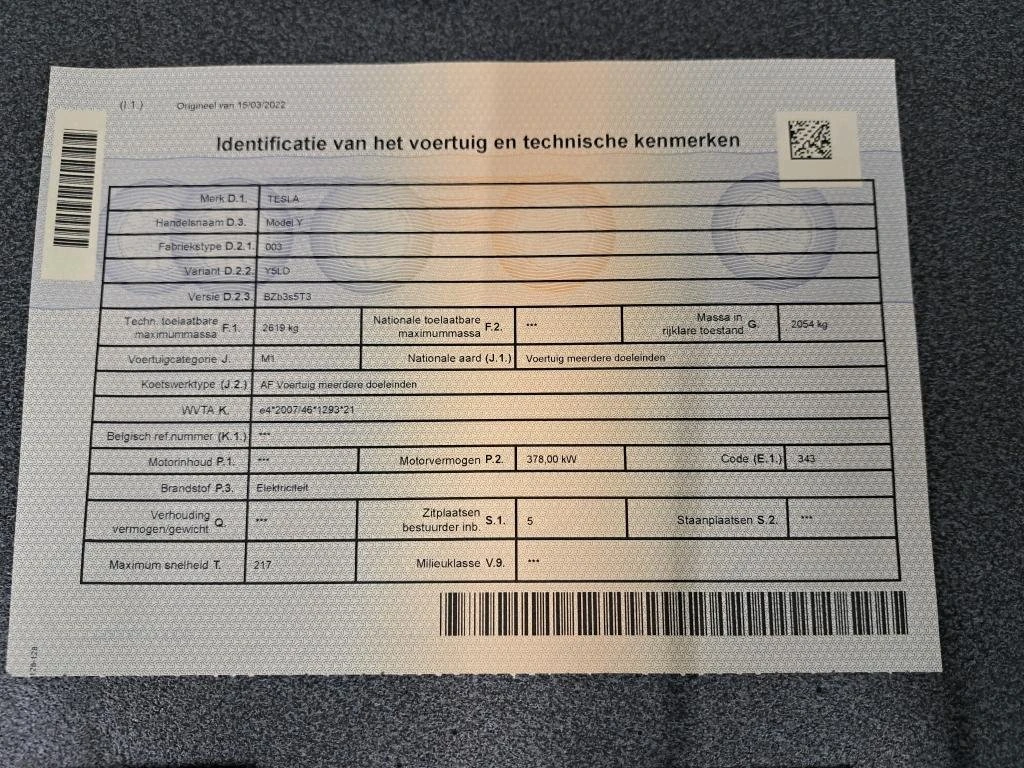 (I.1.) Origineel van 15/03/2022
Identificatie van het voertuig en technische kenmerken
Merk D.1. TESLA
Handelsnaam D.3. Model Y
Fabriekstype D.2.1. 003
Variant D.2.2. Y5LD
Versie D.2.3. BZb3s5T3
Techn. toelaatbare maximummassa F.1. 2619 kg Nationale toelaatbare maximummassa F.2. *** Massa in rijklare toestand G. 2054 kg
Voertuigcategorie J. M1 Nationale aard (J.1.) Voertuig meerdere doeleinden
Koetswerktype (J.2.) AF Voertuig meerdere doeleinden
WVTA K. e4*2007/46*1293*21
Belgisch ref.nummer (K.1.) ***
Motorinhoud P.1. *** Motorvermogen P.2. 378,00 kW Code (E.1.) 343
Brandstof P.3. Elektriciteit
Verhouding vermogen/gewicht Q. *** Zitplaatsen bestuurder inb. S.1. 5 Staanplaatsen S.2. ***
Maximum snelheid T. 217 Milieuklasse V.9. ***